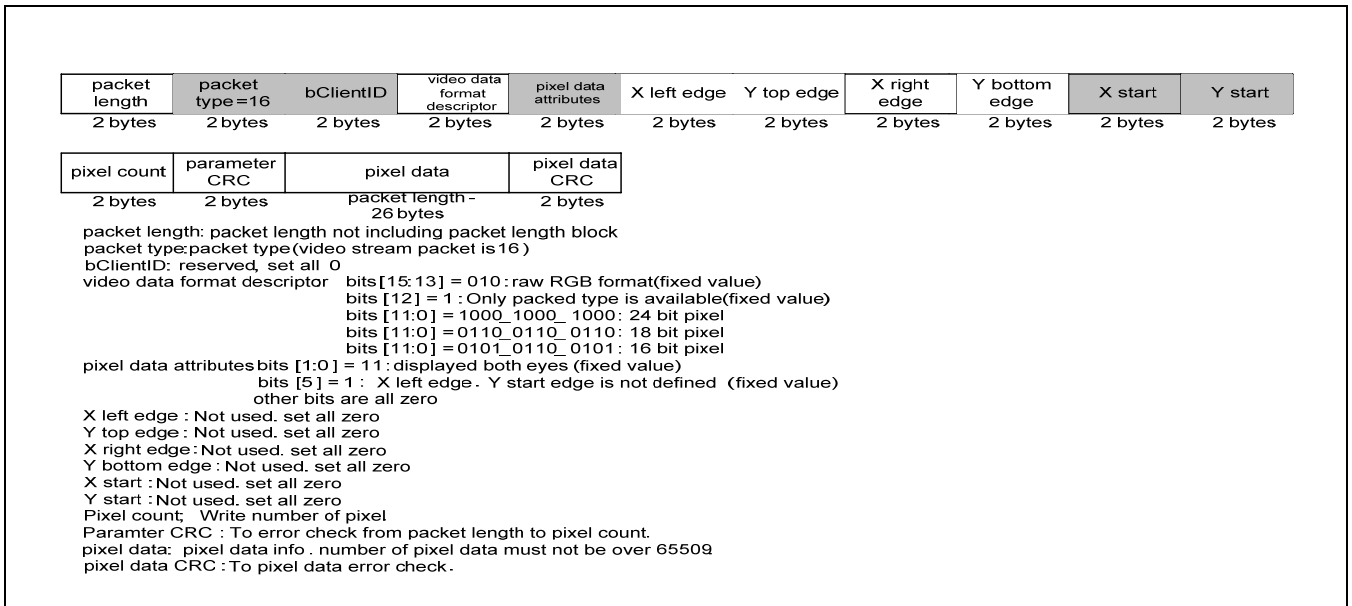 packet length packet type=16 bClientID video data format descriptor pixel data attributes X left edge Y top edge X right edge Y bottom edge X start Y start
2 bytes 2 bytes 2 bytes 2 bytes 2 bytes 2 bytes 2 bytes 2 bytes 2 bytes 2 bytes 2 bytes
pixel count parameter CRC pixel data pixel data CRC
2 bytes 2 bytes packet length - 26 bytes 2 bytes
packet length: packet length not including packet length block
packet type:packet type(video stream packet is 16)
bClientID: reserved, set all 0
video data format descriptor bits[15:13] = 010: raw RGB format(fixed value)
bits [12] = 1 : Only packed type is available(fixed value)
bits [11:0] = 1000_1000_ 1000: 24 bit pixel
bits [11:0] = 0110_0110_0110: 18 bit pixel
bits [11:0] = 0101_0110_0101: 16 bit pixel
pixel data attributes bits [1:0] = 11: displayed both eyes (fixed value)
bits [5] = 1 : X left edge. Y start edge is not defined (fixed value)
other bits are all zero
X left edge : Not used. set all zero
Y top edge : Not used. set all zero
X right edge: Not used. set all zero
Y bottom edge : Not used. set all zero
X start : Not used. set all zero
Y start : Not used. set all zero
Pixel count; Write number of pixel.
Paramter CRC : To error check from packet length to pixel count.
pixel data: pixel data info . number of pixel data must not be over 65509.
pixel data CRC : To pixel data error check.